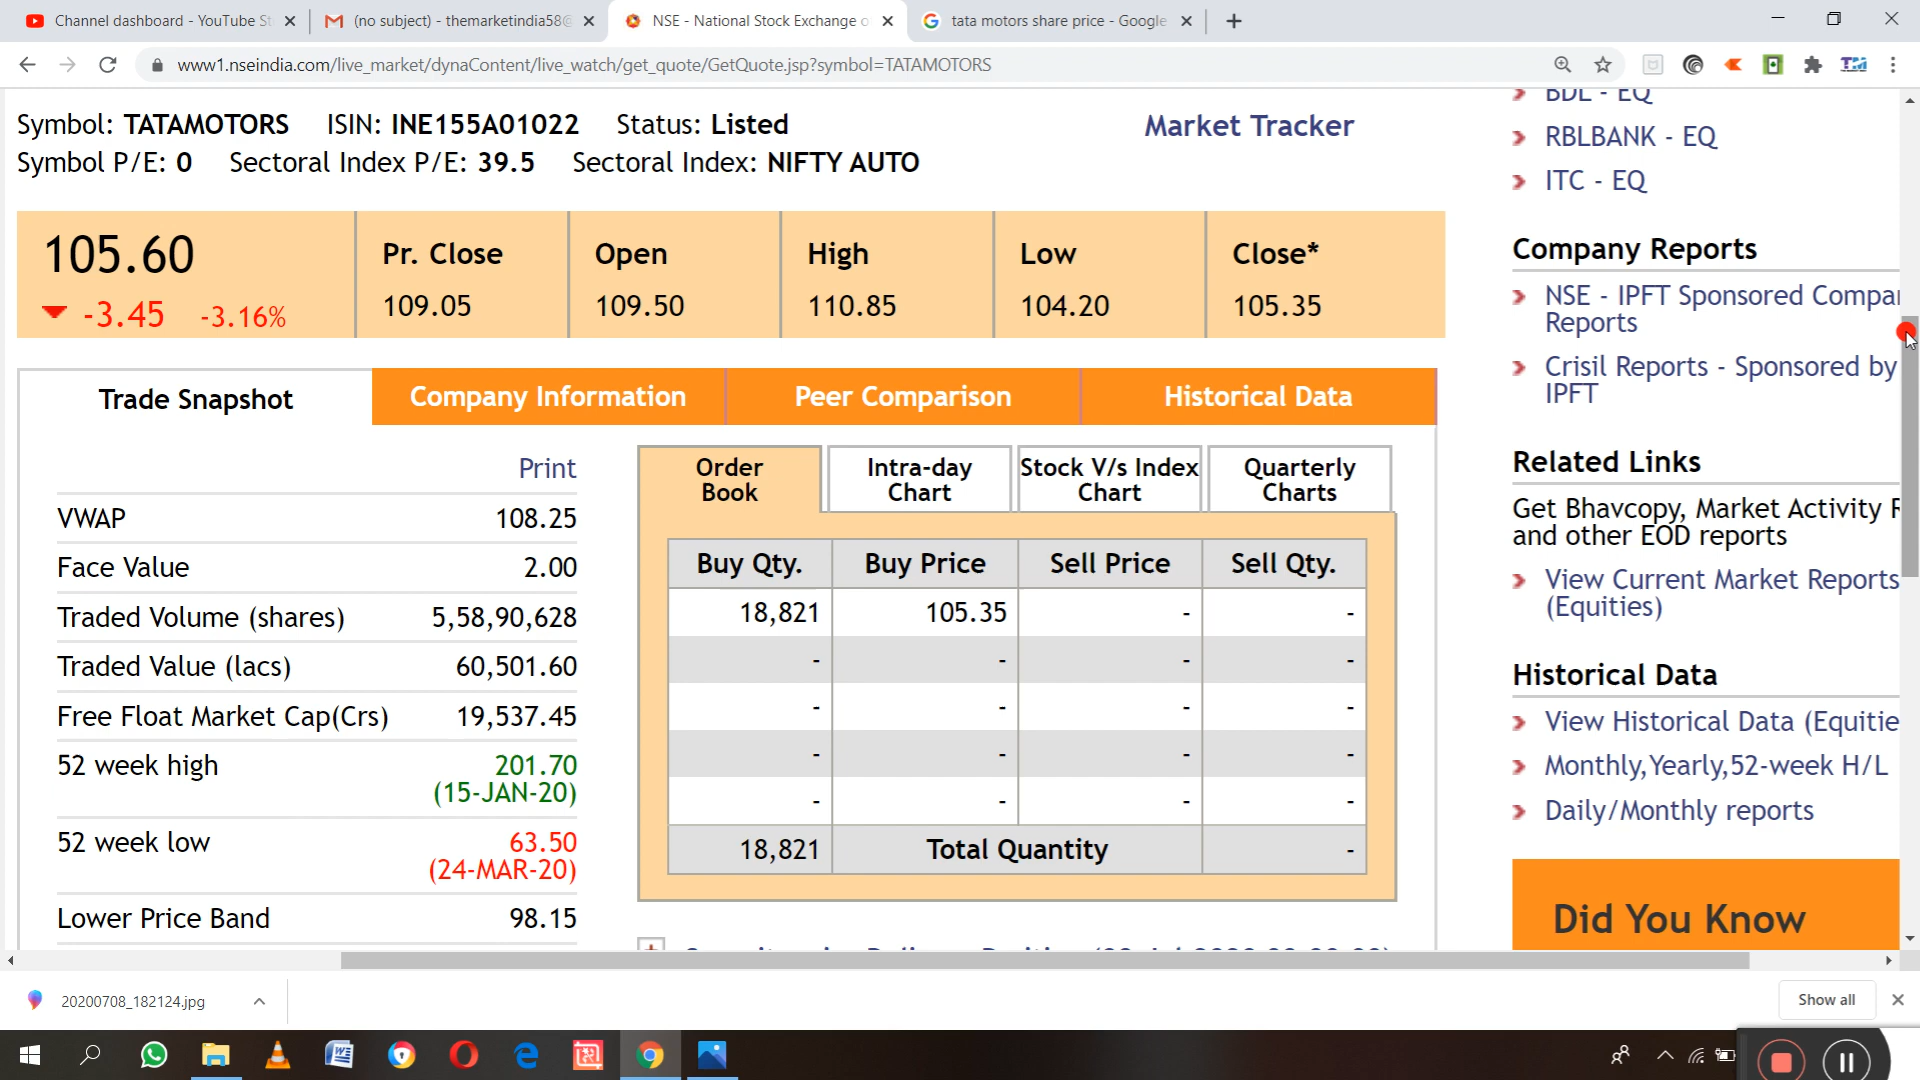 Channel dashboard - YouTube St
(no subject) - themarketindia58@
NSE - National Stock Exchange o
tata motors share price - Google
www1.nseindia.com/live_market/dynaContent/live_watch/get_quote/GetQuote.jsp?symbol=TATAMOTORS
Symbol: TATAMOTORS ISIN: INE155A01022 Status: Listed
Symbol P/E: 0 Sectoral Index P/E: 39.5 Sectoral Index: NIFTY AUTO
Market Tracker
105.60
-3.45 -3.16%
Pr. Close
109.05
Open
109.50
High
110.85
Low
104.20
Close*
105.35
Trade Snapshot
Company Information
Peer Comparison
Historical Data
Print
VWAP 108.25
Face Value 2.00
Traded Volume (shares) 5,58,90,628
Traded Value (lacs) 60,501.60
Free Float Market Cap(Crs) 19,537.45
52 week high 201.70
(15-JAN-20)
52 week low 63.50
(24-MAR-20)
Lower Price Band 98.15
Order
Book
Intra-day
Chart
Stock V/s Index
Chart
Quarterly
Charts
Buy Qty. Buy Price Sell Price Sell Qty.
18,821 105.35 - -
- - - -
- - - -
- - - -
- - - -
18,821 Total Quantity -
BDL - EQ
RBLBANK - EQ
ITC - EQ
Company Reports
NSE - IPFT Sponsored Compa
Reports
Crisil Reports - Sponsored by
IPFT
Related Links
Get Bhavcopy, Market Activity R
and other EOD reports
View Current Market Reports
(Equities)
Historical Data
View Historical Data (Equitie
Monthly,Yearly,52-week H/L
Daily/Monthly reports
Did You Know
20200708_182124.jpg
Show all